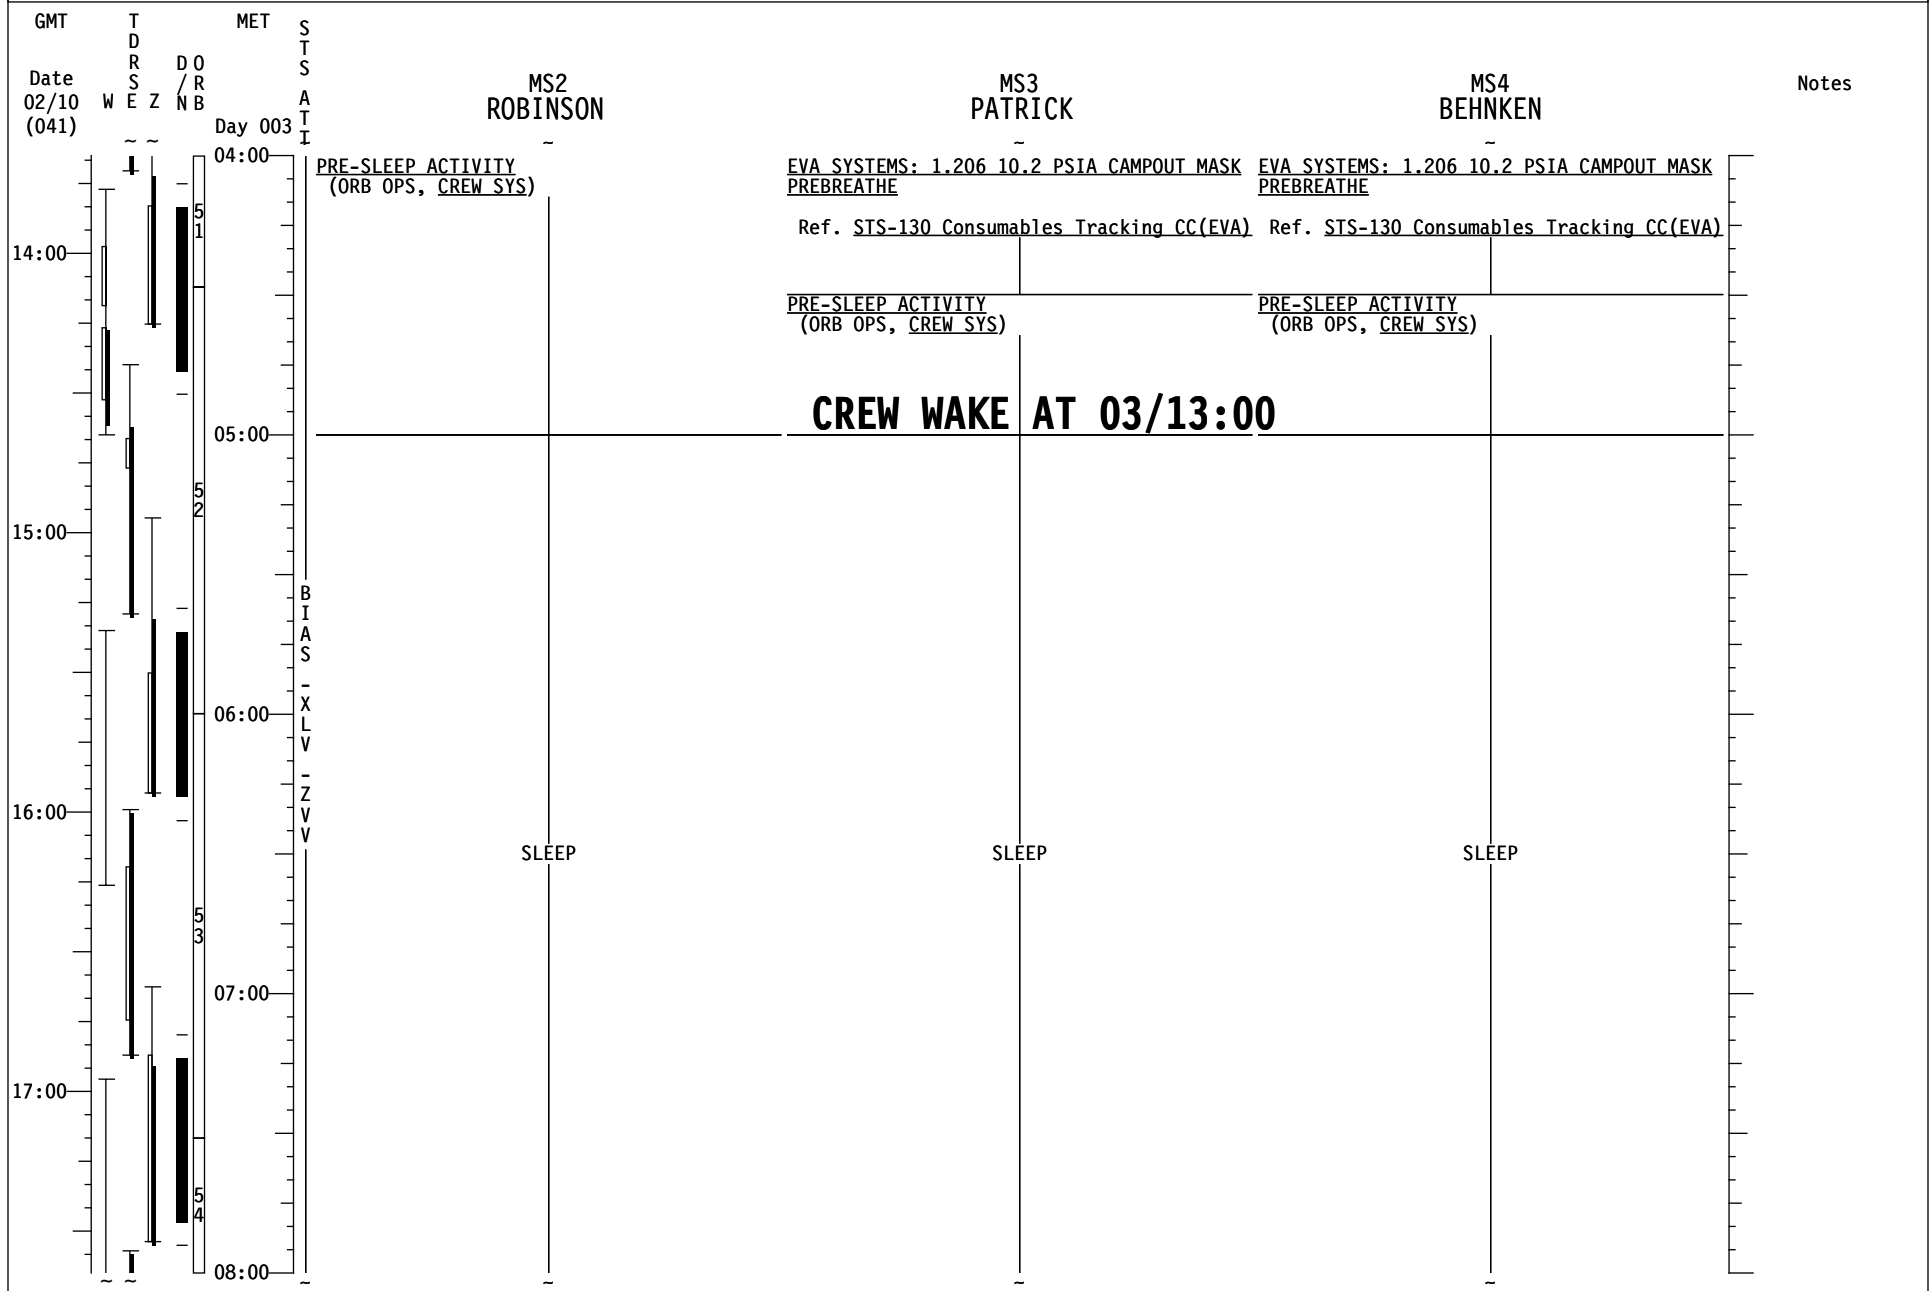 GMT
TDRS
MET
STS ATT
Date
02/10
(041)
W E Z
D/N
ORB
Day 003
MS2
ROBINSON
MS3
PATRICK
MS4
BEHNKEN
Notes
~ ~ ~ ~ ~
04:00
PRE-SLEEP ACTIVITY
(ORB OPS, CREW SYS)
EVA SYSTEMS: 1.206 10.2 PSIA CAMPOUT MASK
PREBREATHE
Ref. STS-130 Consumables Tracking CC(EVA)
EVA SYSTEMS: 1.206 10.2 PSIA CAMPOUT MASK
PREBREATHE
Ref. STS-130 Consumables Tracking CC(EVA)
51
14:00
PRE-SLEEP ACTIVITY
(ORB OPS, CREW SYS)
PRE-SLEEP ACTIVITY
(ORB OPS, CREW SYS)
CREW WAKE AT 03/13:00
05:00
52
15:00
BIAS -XLV -ZVV
06:00
16:00
SLEEP
SLEEP
SLEEP
53
07:00
17:00
54
08:00
~ ~ ~ ~ ~ ~